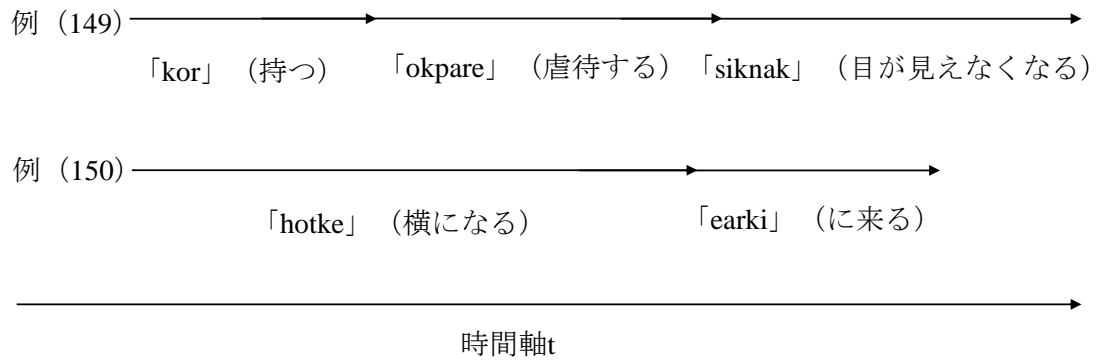 例（149）
「kor」（持つ） 「okpare」（虐待する） 「siknak」（目が見えなくなる）
例（150）
「hotke」（横になる） 「earki」（に来る）
時間軸t